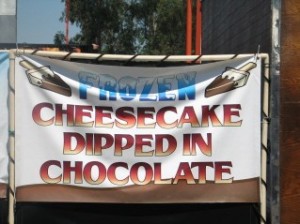 FROZEN
CHEESECAKE
DIPPED IN
CHOCOLATE